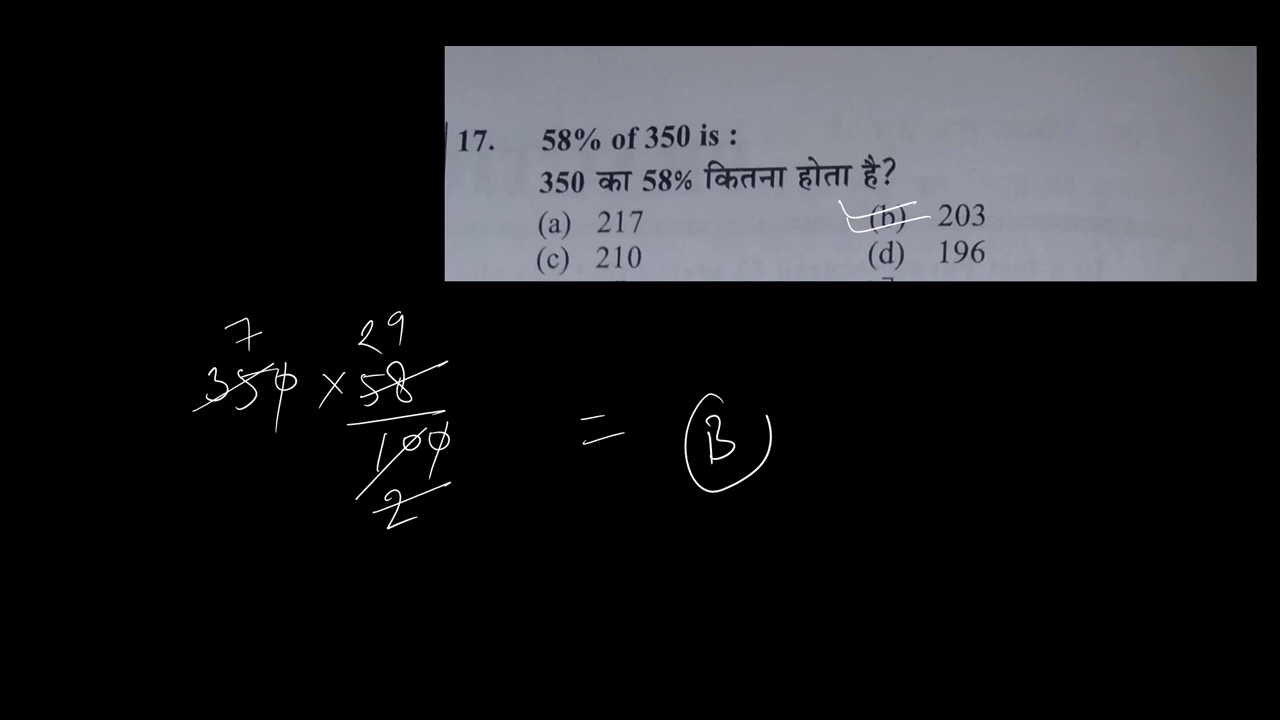 17. 58% of 350 is :
350 का 58% कितना होता है?
(a) 217 (b) 203
(c) 210 (d) 196
7 29
350 × 58
100
2
= B